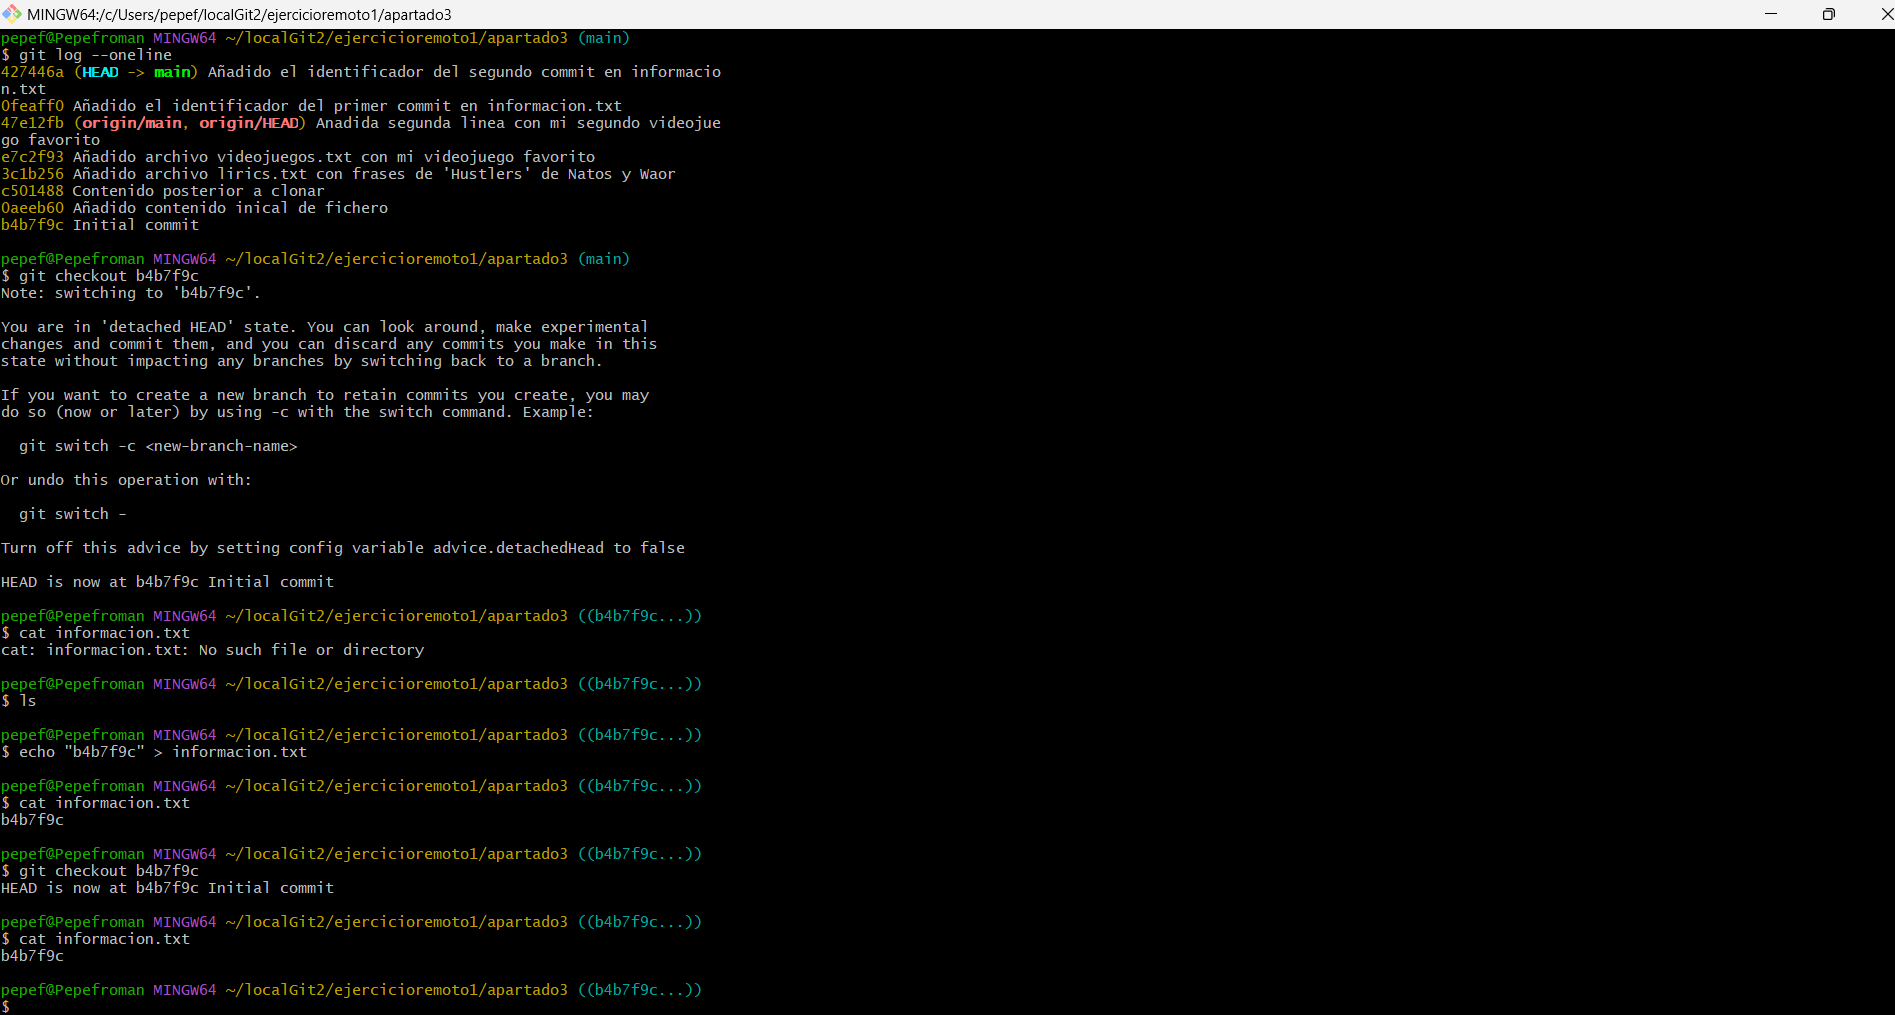 MINGW64:/c/Users/pepef/localGit2/ejercicioremoto1/apartado3
pepef@Pepefroman MINGW64 ~/localGit2/ejercicioremoto1/apartado3 (main)
$ git log --oneline
427446a (HEAD -> main) Añadido el identificador del segundo commit en informacio
n.txt
0feaff0 Añadido el identificador del primer commit en informacion.txt
47e12fb (origin/main, origin/HEAD) Anadida segunda linea con mi segundo videojue
go favorito
e7c2f93 Añadido archivo videojuegos.txt con mi videojuego favorito
3c1b256 Añadido archivo lirics.txt con frases de 'Hustlers' de Natos y Waor
c501488 Contenido posterior a clonar
0aeeb60 Añadido contenido inical de fichero
b4b7f9c Initial commit
pepef@Pepefroman MINGW64 ~/localGit2/ejercicioremoto1/apartado3 (main)
$ git checkout b4b7f9c
Note: switching to 'b4b7f9c'.
You are in 'detached HEAD' state. You can look around, make experimental
changes and commit them, and you can discard any commits you make in this
state without impacting any branches by switching back to a branch.
If you want to create a new branch to retain commits you create, you may
do so (now or later) by using -c with the switch command. Example:
git switch -c <new-branch-name>
Or undo this operation with:
git switch -
Turn off this advice by setting config variable advice.detachedHead to false
HEAD is now at b4b7f9c Initial commit
pepef@Pepefroman MINGW64 ~/localGit2/ejercicioremoto1/apartado3 ((b4b7f9c...))
$ cat informacion.txt
cat: informacion.txt: No such file or directory
pepef@Pepefroman MINGW64 ~/localGit2/ejercicioremoto1/apartado3 ((b4b7f9c...))
$ ls
pepef@Pepefroman MINGW64 ~/localGit2/ejercicioremoto1/apartado3 ((b4b7f9c...))
$ echo "b4b7f9c" > informacion.txt
pepef@Pepefroman MINGW64 ~/localGit2/ejercicioremoto1/apartado3 ((b4b7f9c...))
$ cat informacion.txt
b4b7f9c
pepef@Pepefroman MINGW64 ~/localGit2/ejercicioremoto1/apartado3 ((b4b7f9c...))
$ git checkout b4b7f9c
HEAD is now at b4b7f9c Initial commit
pepef@Pepefroman MINGW64 ~/localGit2/ejercicioremoto1/apartado3 ((b4b7f9c...))
$ cat informacion.txt
b4b7f9c
pepef@Pepefroman MINGW64 ~/localGit2/ejercicioremoto1/apartado3 ((b4b7f9c...))
$